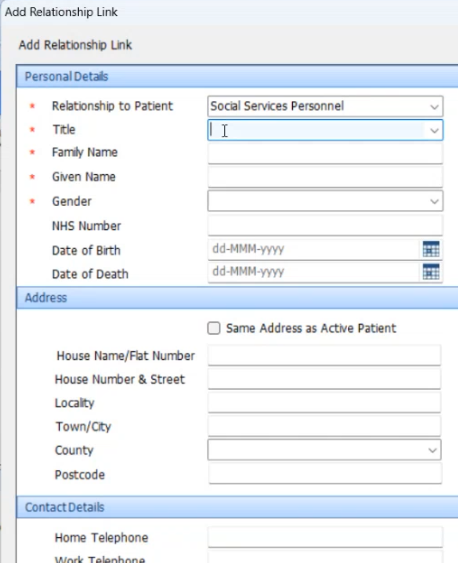 Add Relationship Link
Add Relationship Link
Personal Details
* Relationship to Patient Social Services Personnel
* Title
* Family Name
* Given Name
* Gender
NHS Number
Date of Birth dd-MMM-yyyy
Date of Death dd-MMM-yyyy
Address
Same Address as Active Patient
House Name/Flat Number
House Number & Street
Locality
Town/City
County
Postcode
Contact Details
Home Telephone
Work Telephone